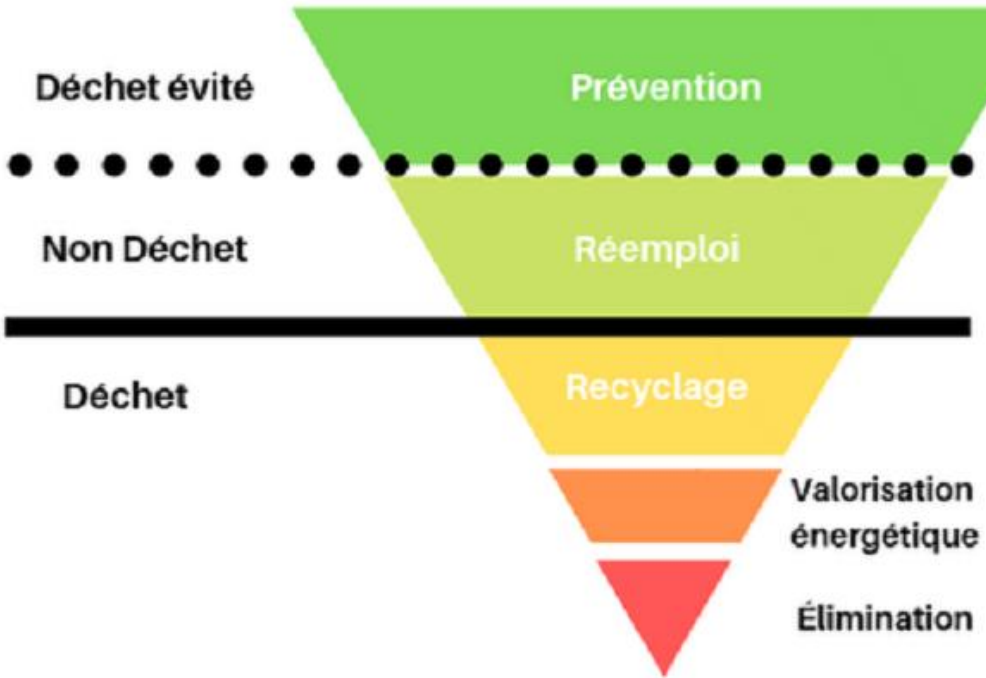 Déchet évité
Prévention
Non Déchet
Réemploi
Déchet
Recyclage
Valorisation
énergétique
Élimination